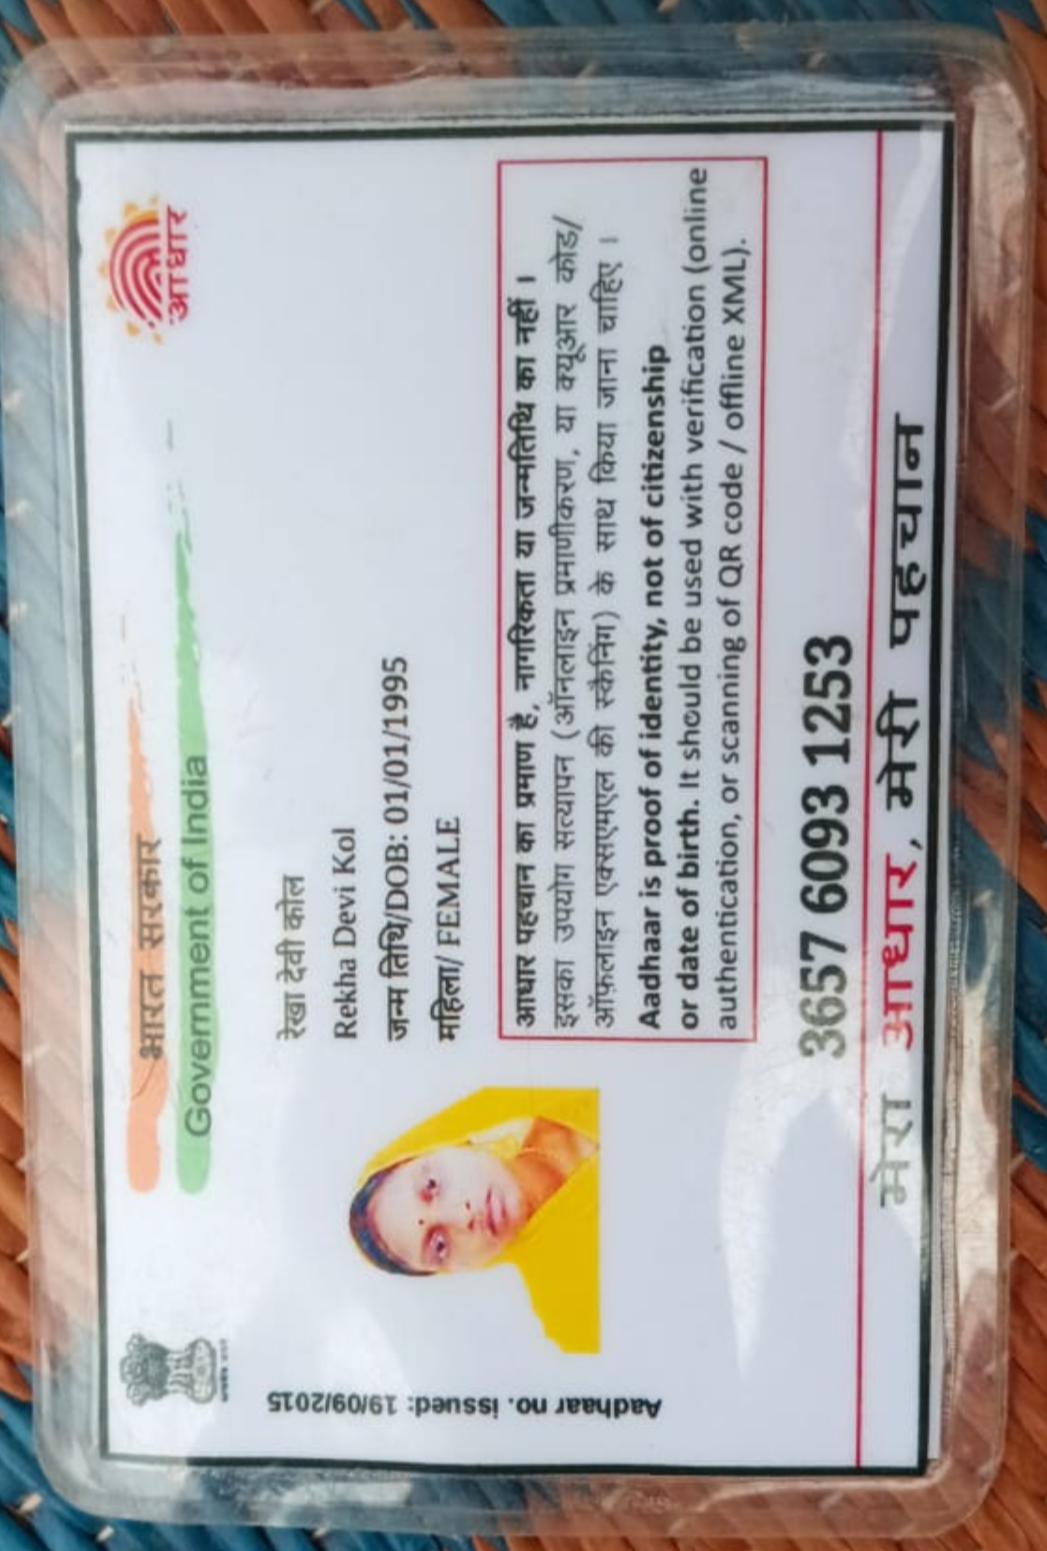 भारत सरकार
Government of India
आधार
रेखा देवी कोल
Rekha Devi Kol
जन्म तिथि/DOB: 01/01/1995
महिला/ FEMALE
Aadhaar no. issued: 19/09/2015
आधार पहचान का प्रमाण है, नागरिकता या जन्मतिथि का नहीं ।
इसका उपयोग सत्यापन (ऑनलाइन प्रमाणीकरण, या क्यूआर कोड/
ऑफ़लाइन एक्सएमएल की स्कैनिंग) के साथ किया जाना चाहिए ।
Aadhaar is proof of identity, not of citizenship
or date of birth. It should be used with verification (online
authentication, or scanning of QR code / offline XML).
3657 6093 1253
मेरा आधार, मेरी पहचान